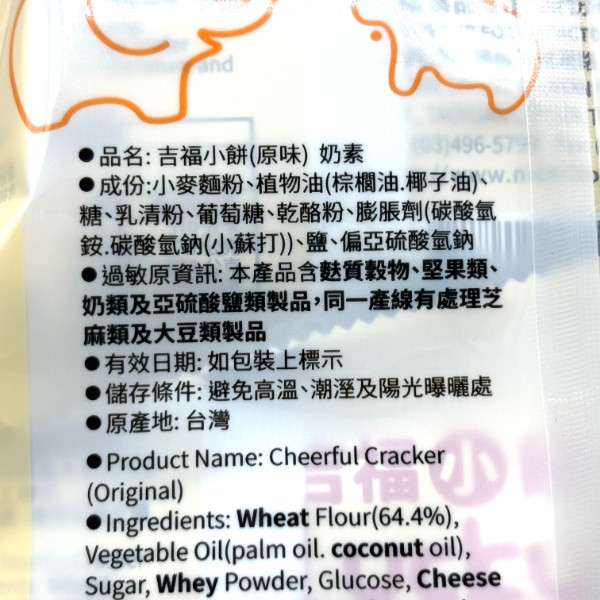 and
(03)496-579
●品名: 吉福小餅(原味) 奶素
●成份:小麥麵粉、植物油(棕櫚油.椰子油)、
糖、乳清粉、葡萄糖、乾酪粉、膨脹劑(碳酸氫
銨.碳酸氫鈉(小蘇打))、鹽、偏亞硫酸氫鈉
●過敏原資訊: 本產品含麩質穀物、堅果類、
奶類及亞硫酸鹽類製品,同一產線有處理芝
麻類及大豆類製品
●有效日期: 如包裝上標示
●儲存條件: 避免高溫、潮溼及陽光曝曬處
●原產地: 台灣
●Product Name: Cheerful Cracker
(Original)
●Ingredients: Wheat Flour(64.4%),
Vegetable Oil(palm oil. coconut oil),
Sugar, Whey Powder, Glucose, Cheese
吉福小